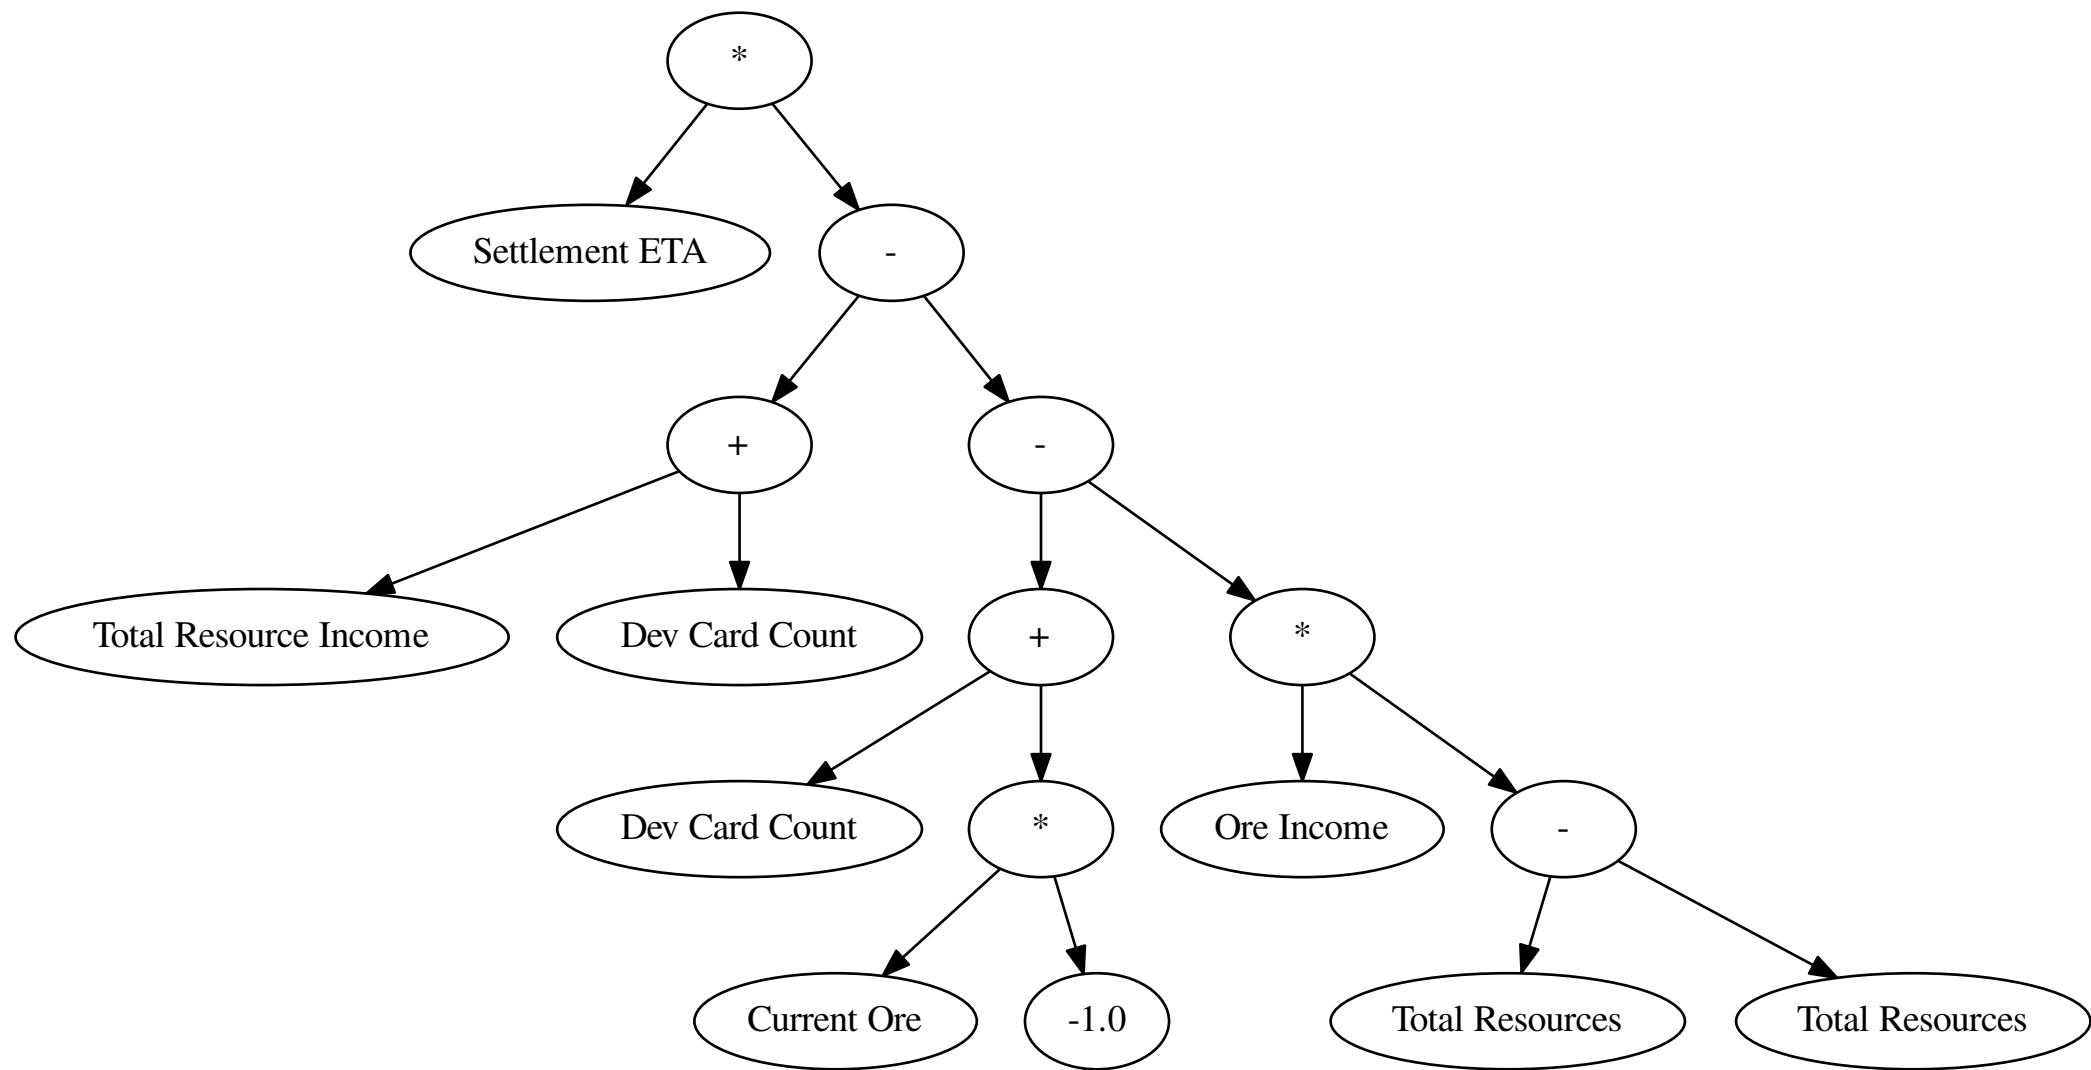 *
Settlement ETA
-
+
-
Total Resource Income
Dev Card Count
+
*
Dev Card Count
*
Ore Income
-
Current Ore
-1.0
Total Resources
Total Resources